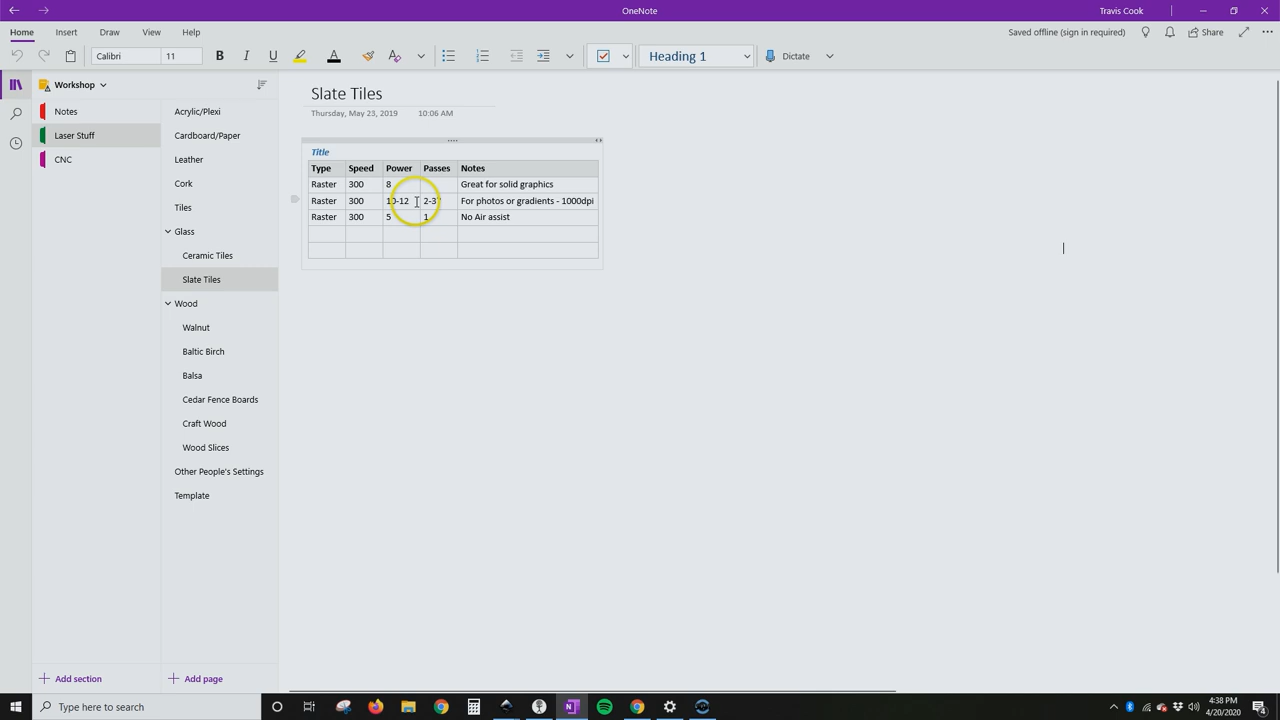 OneNote
Travis Cook
Home Insert Draw View Help
Saved offline (sign in required)
Share
Calibri 11 B I U A
Heading 1
Dictate
Workshop
Notes
Laser Stuff
CNC
Add section
Acrylic/Plexi
Cardboard/Paper
Leather
Cork
Tiles
Glass
Ceramic Tiles
Slate Tiles
Wood
Walnut
Baltic Birch
Balsa
Cedar Fence Boards
Craft Wood
Wood Slices
Other People's Settings
Template
Add page
Slate Tiles
Thursday, May 23, 2019 10:06 AM
Title
Type Speed Power Passes Notes
Raster 300 8 Great for solid graphics
Raster 300 10-12 2-3 For photos or gradients - 1000dpi
Raster 300 5 1 No Air assist
Type here to search
4:38 PM
4/20/2020